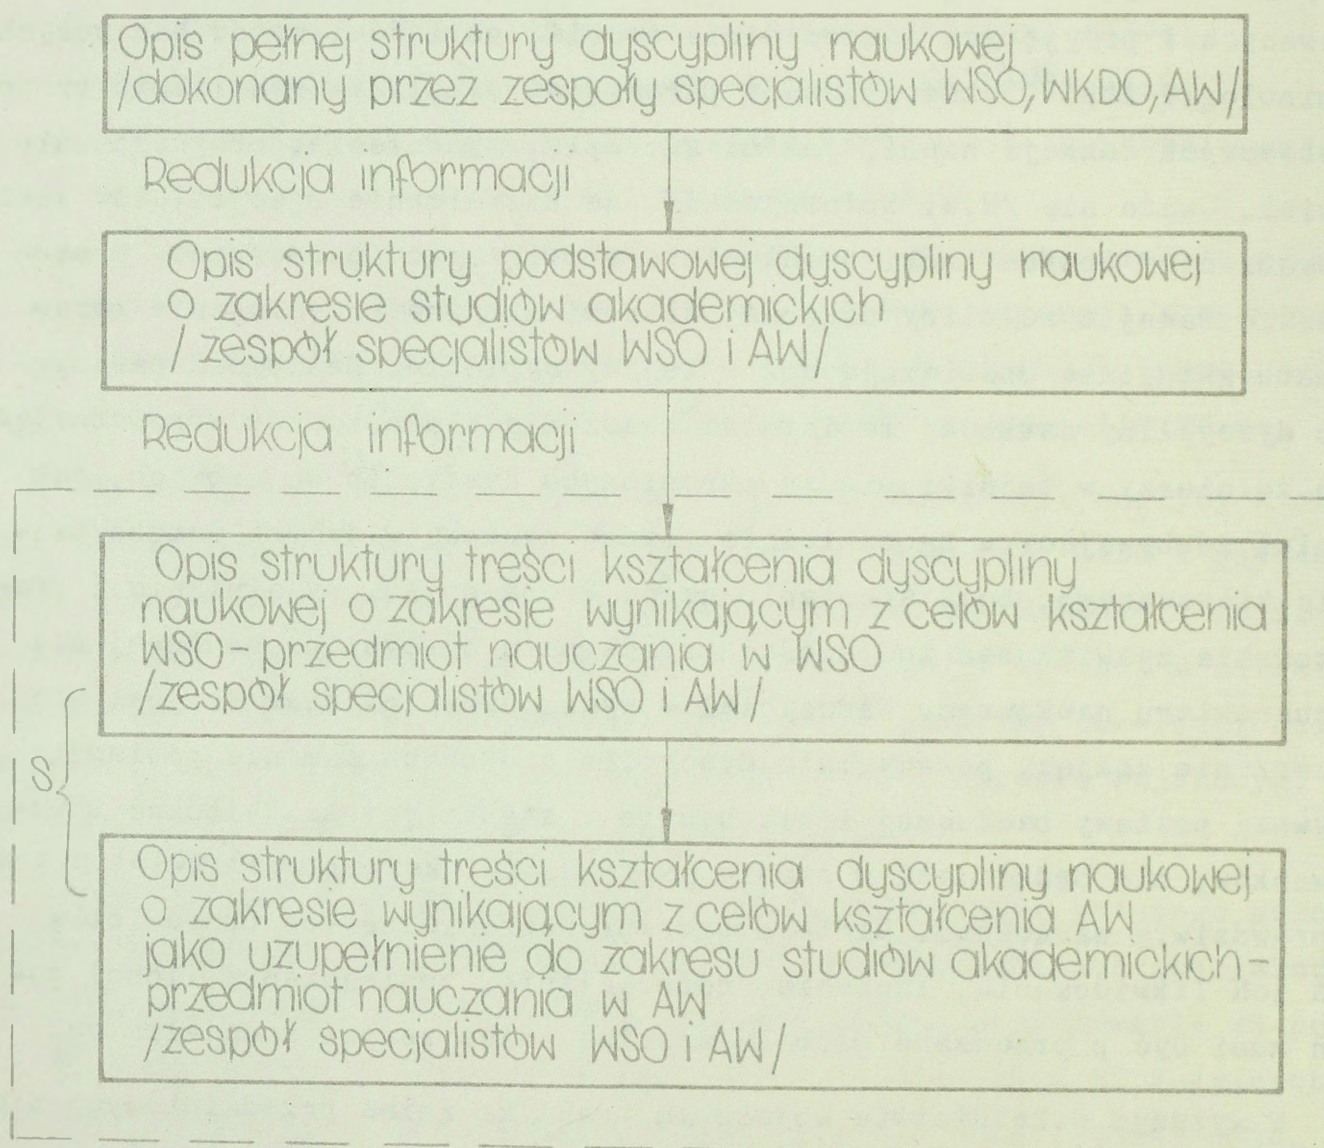 Opis pełnej struktury dyscypliny naukowej
/dokonany przez zespoły specjalistów WSO, WKDO, AW/
Redukcja informacji
Opis struktury podstawowej dyscypliny naukowej
o zakresie studiów akademickich
/ zespół specjalistów WSO i AW/
Redukcja informacji
Opis struktury treści kształcenia dyscypliny
naukowej o zakresie wynikającym z celów kształcenia
WSO - przedmiot nauczania w WSO
/zespół specjalistów WSO i AW/
S
Opis struktury treści kształcenia dyscypliny naukowej
o zakresie wynikającym z celów kształcenia AW
jako uzupełnienie do zakresu studiów akademickich -
przedmiot nauczania w AW
/zespół specjalistów WSO i AW/